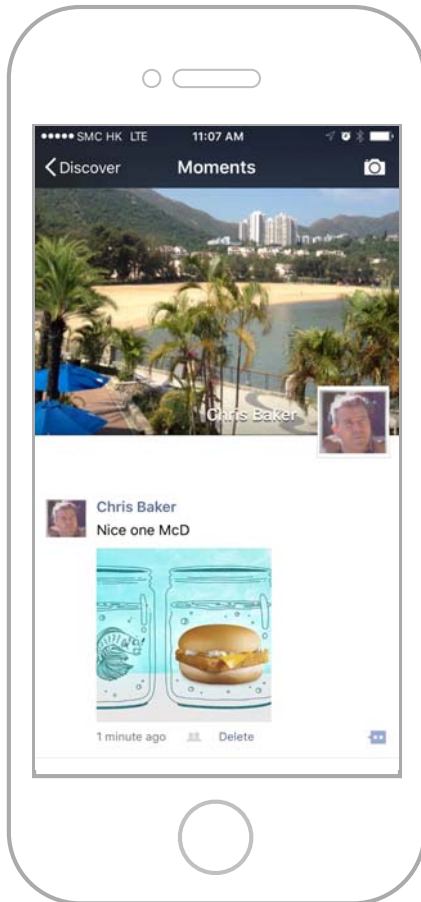 SMC HK LTE 11:07 AM
Discover Moments
Chris Baker
Chris Baker
Nice one McD
1 minute ago Delete